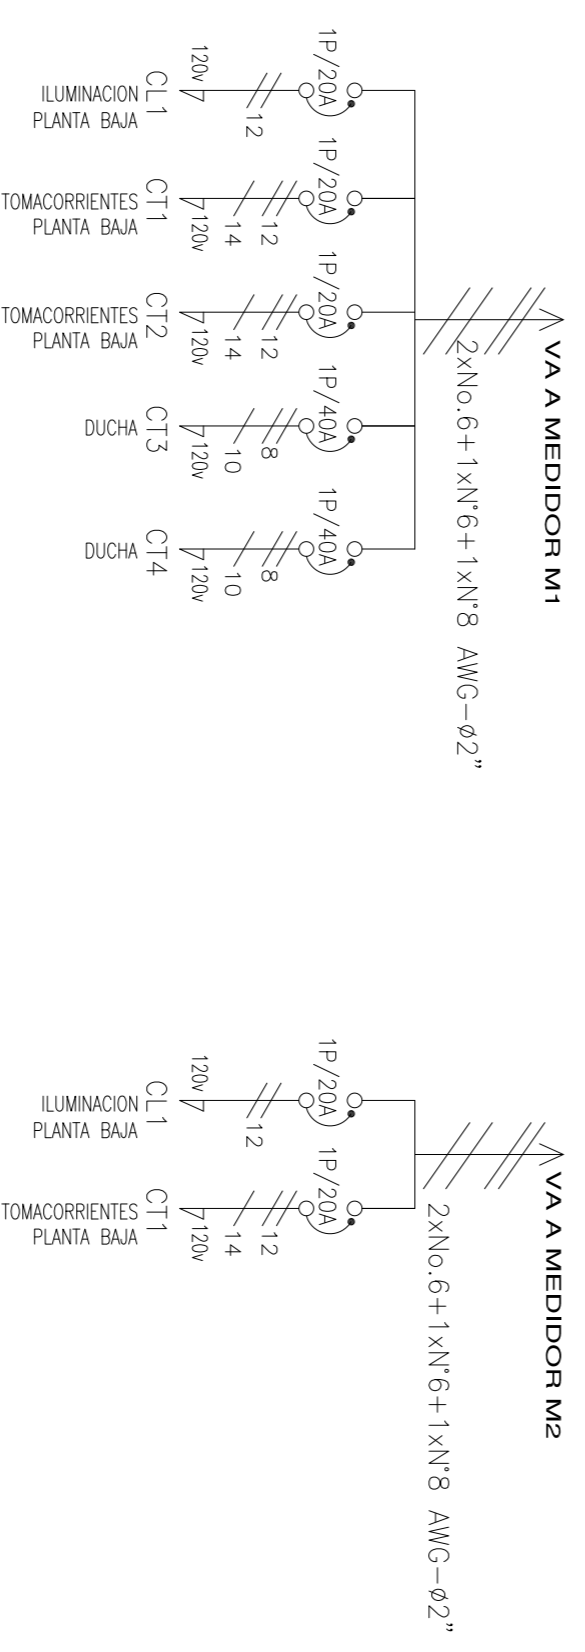 VA A MEDIDOR M1
2xNo.6+1xN°6+1xN°8 AWG-ø2"
1P/20A
12
120v
CL1
ILUMINACION
PLANTA BAJA
1P/20A
12
14
120v
CT1
TOMACORRIENTES
PLANTA BAJA
1P/20A
12
14
120v
CT2
TOMACORRIENTES
PLANTA BAJA
1P/40A
8
10
120v
CT3
DUCHA
1P/40A
8
10
120v
CT4
DUCHA
VA A MEDIDOR M2
2xNo.6+1xN°6+1xN°8 AWG-ø2"
1P/20A
12
120v
CL1
ILUMINACION
PLANTA BAJA
1P/20A
12
14
120v
CT1
TOMACORRIENTES
PLANTA BAJA